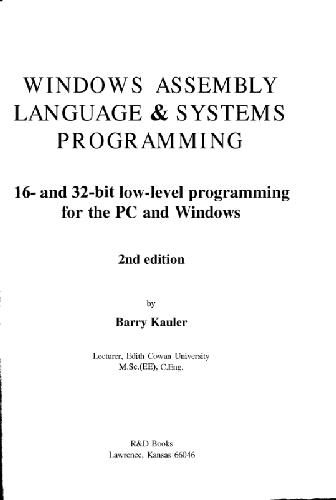 WINDOWS ASSEMBLY
LANGUAGE & SYSTEMS
PROGRAMMING
16- and 32-bit low-level programming
for the PC and Windows
2nd edition
by
Barry Kauler
Lecturer, Edith Cowan University
M.Sc.(EE), C.Eng.
R&D Books
Lawrence, Kansas 66046